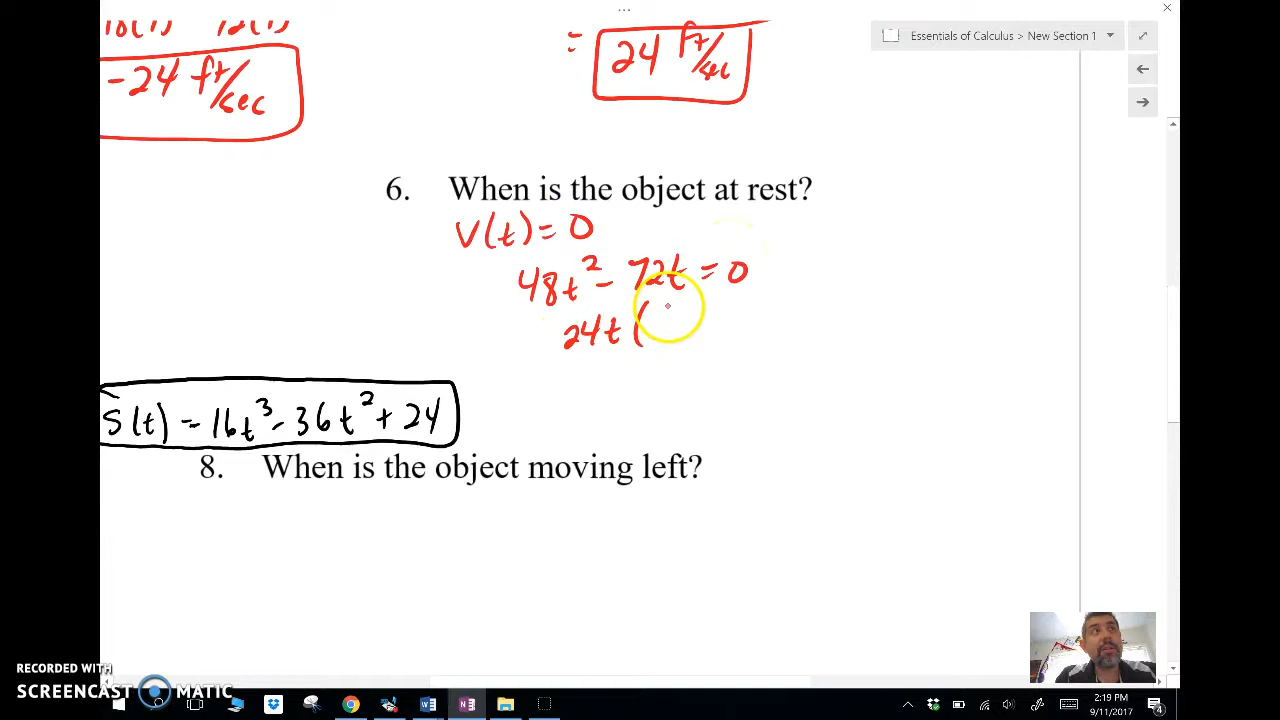 Essentials of Calculus > New Section 1
-24 ft/sec
= 24 ft/sec
6. When is the object at rest?
v(t) = 0
48t² - 72t = 0
24t (
S(t) = 16t³ - 36t² + 24
8. When is the object moving left?
RECORDED WITH
SCREENCAST MATIC
2:19 PM
9/11/2017
4